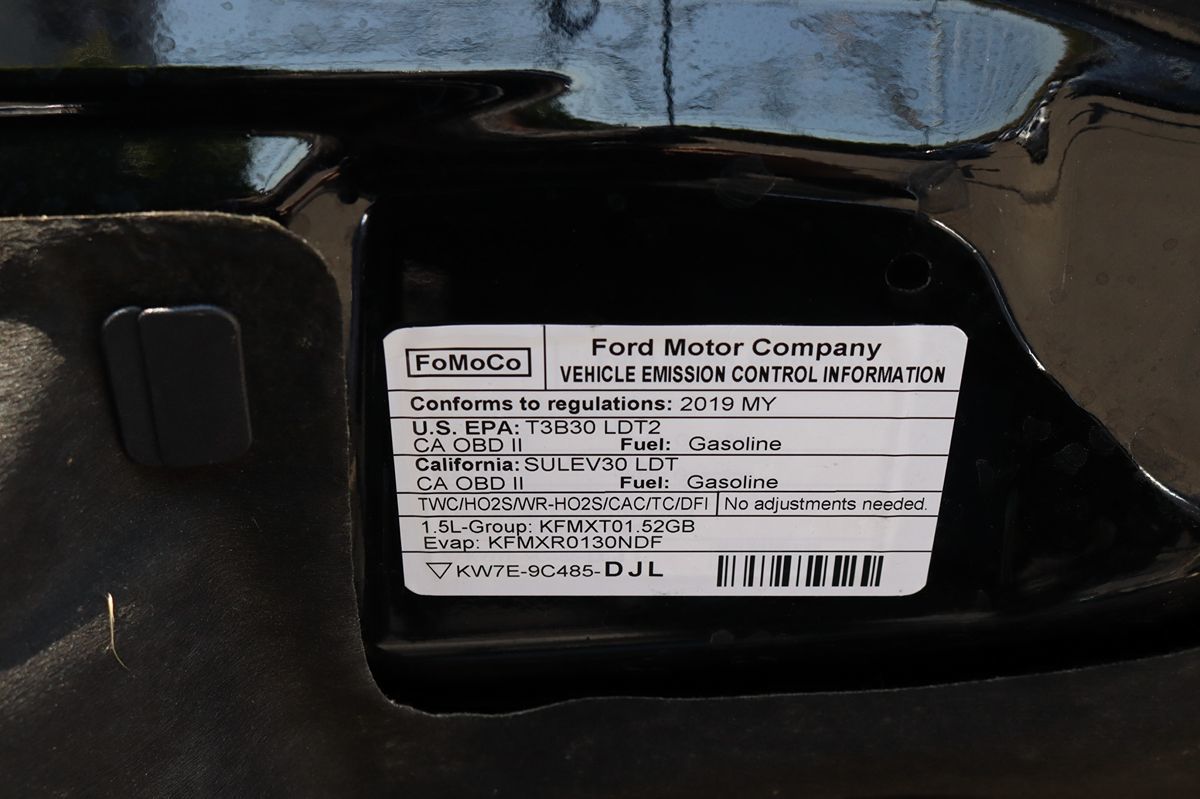 FoMoCo
Ford Motor Company
VEHICLE EMISSION CONTROL INFORMATION
Conforms to regulations: 2019 MY
U.S. EPA: T3B30 LDT2
CA OBD II Fuel: Gasoline
California: SULEV30 LDT
CA OBD II Fuel: Gasoline
TWC/HO2S/WR-HO2S/CAC/TC/DFI No adjustments needed.
1.5L-Group: KFMXT01.52GB
Evap: KFMXR0130NDF
KW7E-9C485-DJL